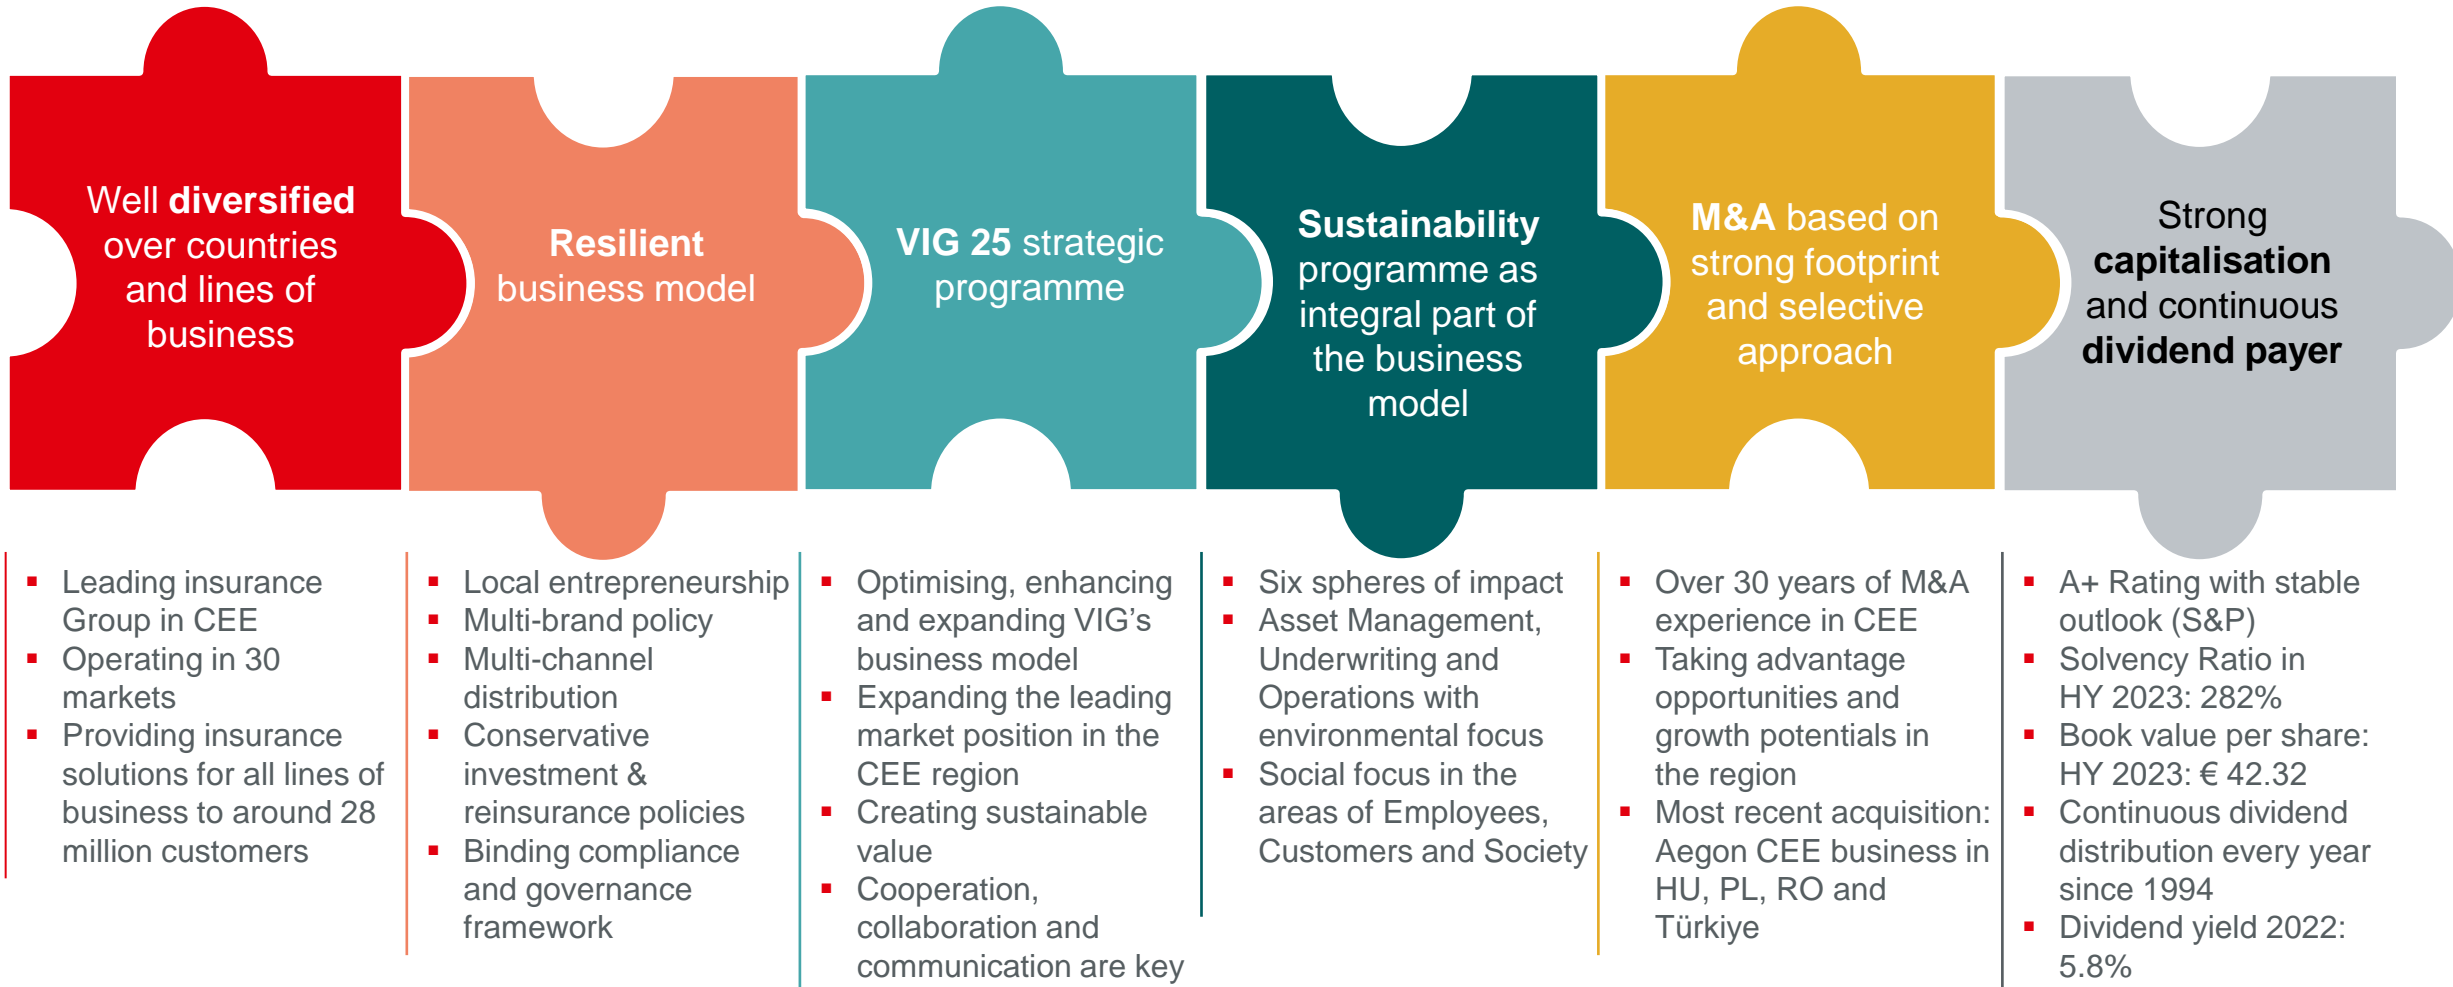 Well diversified
over countries
and lines of
business
Resilient
business model
VIG 25 strategic
programme
Sustainability
programme as
integral part of
the business
model
M&A based on
strong footprint
and selective
approach
Strong
capitalisation
and continuous
dividend payer
▪ Leading insurance
Group in CEE
▪ Operating in 30
markets
▪ Providing insurance
solutions for all lines of
business to around 28
million customers
▪ Local entrepreneurship
▪ Multi-brand policy
▪ Multi-channel
distribution
▪ Conservative
investment &
reinsurance policies
▪ Binding compliance
and governance
framework
▪ Optimising, enhancing
and expanding VIG's
business model
▪ Expanding the leading
market position in the
CEE region
▪ Creating sustainable
value
▪ Cooperation,
collaboration and
communication are key
▪ Six spheres of impact
▪ Asset Management,
Underwriting and
Operations with
environmental focus
▪ Social focus in the
areas of Employees,
Customers and Society
▪ Over 30 years of M&A
experience in CEE
▪ Taking advantage
opportunities and
growth potentials in
the region
▪ Most recent acquisition:
Aegon CEE business in
HU, PL, RO and
Türkiye
▪ A+ Rating with stable
outlook (S&P)
▪ Solvency Ratio in
HY 2023: 282%
▪ Book value per share:
HY 2023: € 42.32
▪ Continuous dividend
distribution every year
since 1994
▪ Dividend yield 2022:
5.8%